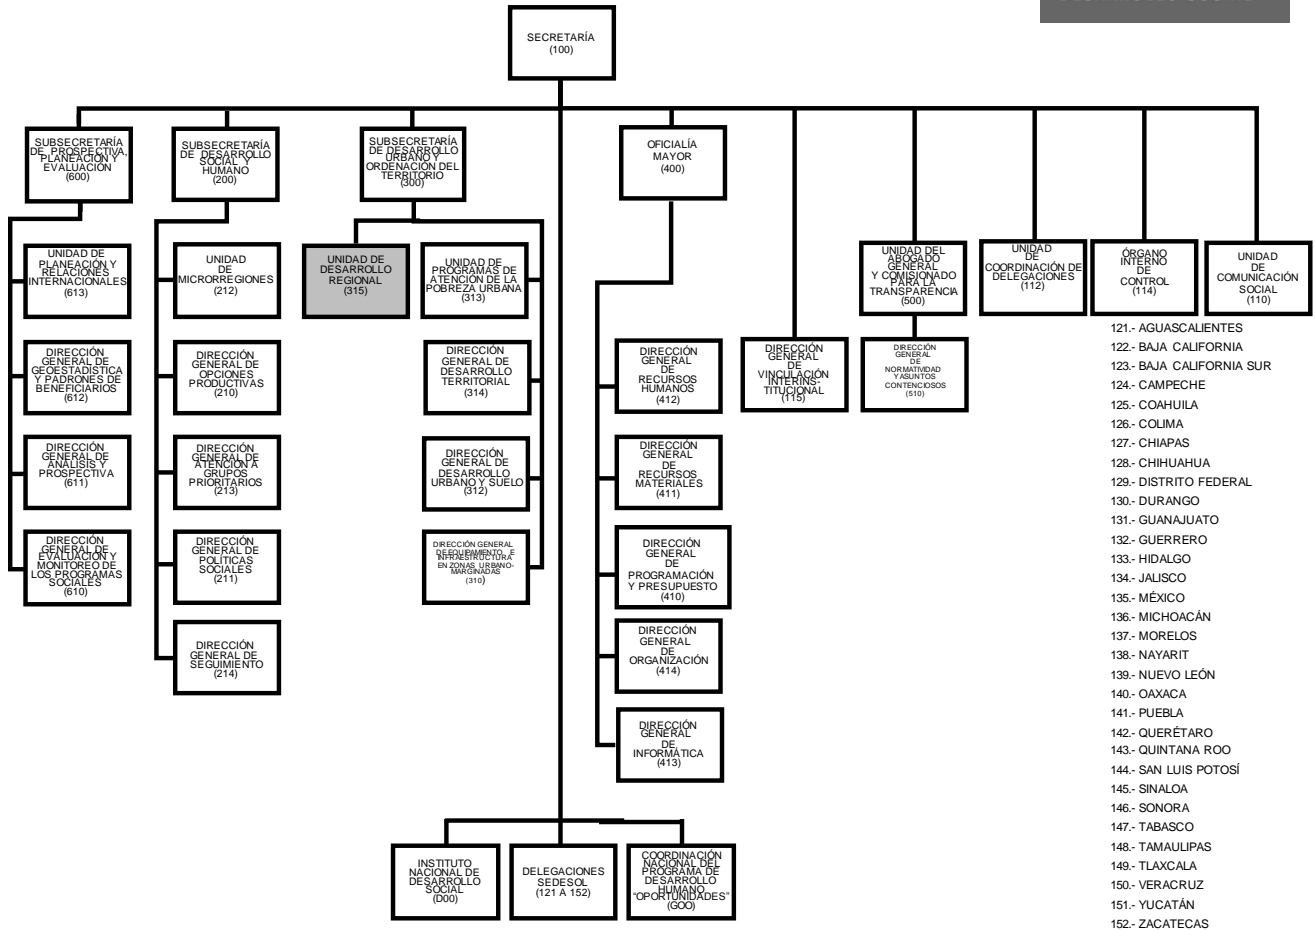 SECRETARÍA
(100)
SUBSECRETARÍA
DE PROSPECTIVA,
PLANEACIÓN Y
EVALUACIÓN
(600)
SUBSECRETARÍA
DE DESARROLLO
SOCIAL Y
HUMANO
(200)
SUBSECRETARÍA
DE DESARROLLO
URBANO Y
ORDENACIÓN DEL
TERRITORIO
(300)
OFICIALÍA
MAYOR
(400)
UNIDAD DE
PLANEACIÓN Y
RELACIONES
INTERNACIONALES
(613)
UNIDAD
DE
MICRORREGIONES
(212)
UNIDAD DE
DESARROLLO
REGIONAL
(315)
UNIDAD DE
PROGRAMAS DE
ATENCIÓN DE LA
POBREZA URBANA
(313)
UNIDAD DEL
ABOGADO
GENERAL
Y COMISIONADO
PARA LA
TRANSPARENCIA
(500)
UNIDAD
DE
COORDINACIÓN DE
DELEGACIONES
(112)
ÓRGANO
INTERNO
DE
CONTROL
(114)
UNIDAD
DE
COMUNICACIÓN
SOCIAL
(110)
DIRECCIÓN
GENERAL DE
GEOESTADÍSTICA
Y PADRONES DE
BENEFICIARIOS
(612)
DIRECCIÓN
GENERAL DE
OPCIONES
PRODUCTIVAS
(210)
DIRECCIÓN
GENERAL DE
DESARROLLO
TERRITORIAL
(314)
DIRECCIÓN
GENERAL
DE
RECURSOS
HUMANOS
(412)
DIRECCIÓN
GENERAL
DE
VINCULACIÓN
INTERINS-
TITUCIONAL
(115)
DIRECCIÓN
GENERAL
DE
NORMATIVIDAD
Y ASUNTOS
CONTENCIOSOS
(510)
DIRECCIÓN
GENERAL DE
ANÁLISIS Y
PROSPECTIVA
(611)
DIRECCIÓN
GENERAL DE
ATENCIÓN A
GRUPOS
PRIORITARIOS
(213)
DIRECCIÓN
GENERAL DE
DESARROLLO
URBANO Y SUELO
(312)
DIRECCIÓN
GENERAL
DE
RECURSOS
MATERIALES
(411)
DIRECCIÓN
GENERAL DE
EVALUACIÓN Y
MONITOREO DE
LOS PROGRAMAS
SOCIALES
(610)
DIRECCIÓN
GENERAL DE
POLÍTICAS
SOCIALES
(211)
DIRECCIÓN GENERAL
DE EQUIPAMIENTO E
INFRAESTRUCTURA
EN ZONAS URBANO-
MARGINADAS
(310)
DIRECCIÓN
GENERAL
DE
PROGRAMACIÓN
Y PRESUPUESTO
(410)
DIRECCIÓN
GENERAL DE
SEGUIMIENTO
(214)
DIRECCIÓN
GENERAL
DE
ORGANIZACIÓN
(414)
DIRECCIÓN
GENERAL
DE
INFORMÁTICA
(413)
INSTITUTO
NACIONAL DE
DESARROLLO
SOCIAL
(D00)
DELEGACIONES
SEDESOL
(121 A 152)
COORDINACIÓN
NACIONAL DEL
PROGRAMA DE
DESARROLLO
HUMANO
"OPORTUNIDADES"
(GOO)
121.- AGUASCALIENTES
122.- BAJA CALIFORNIA
123.- BAJA CALIFORNIA SUR
124.- CAMPECHE
125.- COAHUILA
126.- COLIMA
127.- CHIAPAS
128.- CHIHUAHUA
129.- DISTRITO FEDERAL
130.- DURANGO
131.- GUANAJUATO
132.- GUERRERO
133.- HIDALGO
134.- JALISCO
135.- MÉXICO
136.- MICHOACÁN
137.- MORELOS
138.- NAYARIT
139.- NUEVO LEÓN
140.- OAXACA
141.- PUEBLA
142.- QUERÉTARO
143.- QUINTANA ROO
144.- SAN LUIS POTOSÍ
145.- SINALOA
146.- SONORA
147.- TABASCO
148.- TAMAULIPAS
149.- TLAXCALA
150.- VERACRUZ
151.- YUCATÁN
152.- ZACATECAS